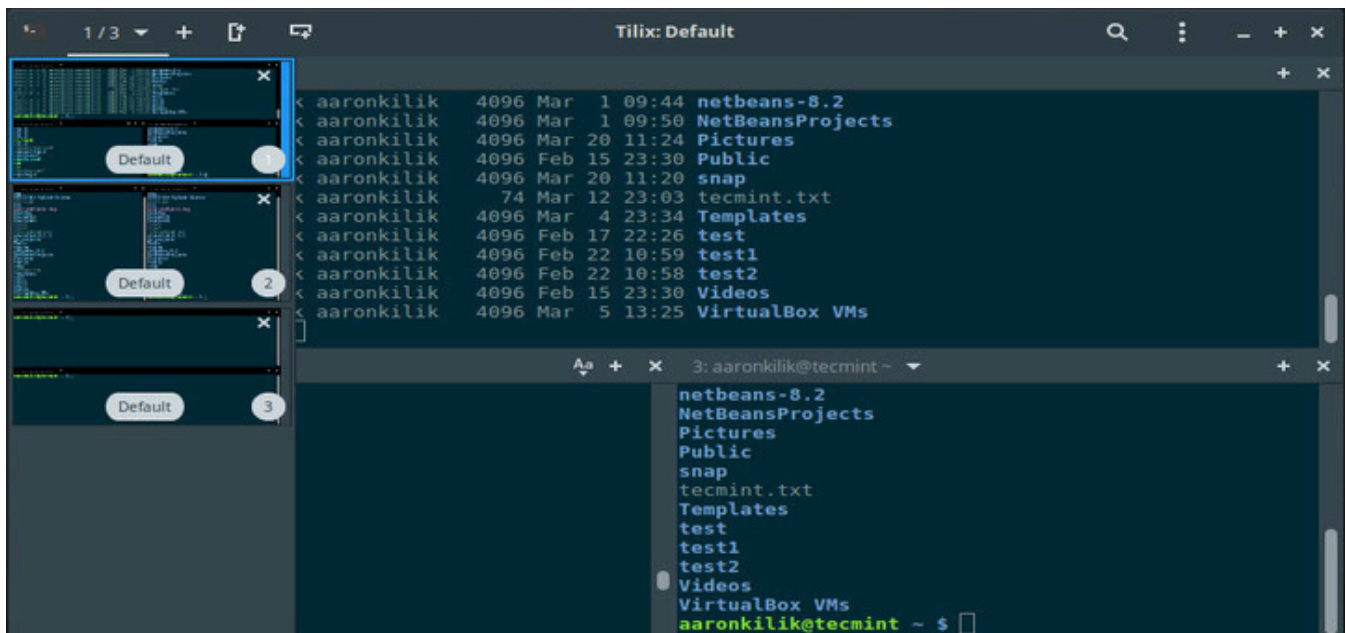 1 / 3
Tilix: Default
Default
1
Default
2
Default
3
k aaronkilik 4096 Mar 1 09:44 netbeans-8.2
k aaronkilik 4096 Mar 1 09:50 NetBeansProjects
k aaronkilik 4096 Mar 20 11:24 Pictures
k aaronkilik 4096 Feb 15 23:30 Public
k aaronkilik 4096 Mar 20 11:20 snap
k aaronkilik 74 Mar 12 23:03 tecmint.txt
k aaronkilik 4096 Mar 4 23:34 Templates
k aaronkilik 4096 Feb 17 22:26 test
k aaronkilik 4096 Feb 22 10:59 test1
k aaronkilik 4096 Feb 22 10:58 test2
k aaronkilik 4096 Feb 15 23:30 Videos
k aaronkilik 4096 Mar 5 13:25 VirtualBox VMs
Aa
3: aaronkilik@tecmint ~
netbeans-8.2
NetBeansProjects
Pictures
Public
snap
tecmint.txt
Templates
test
test1
test2
Videos
VirtualBox VMs
aaronkilik@tecmint ~ $